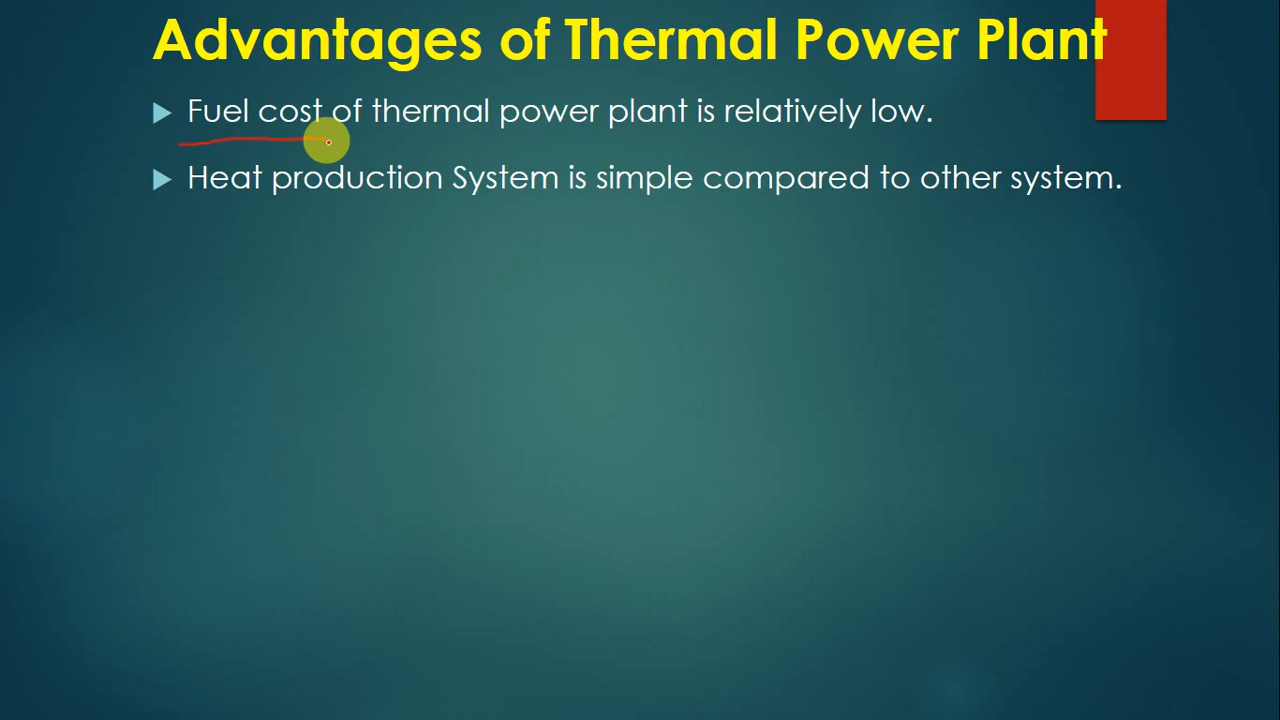 Advantages of Thermal Power Plant
Fuel cost of thermal power plant is relatively low.
Heat production System is simple compared to other system.